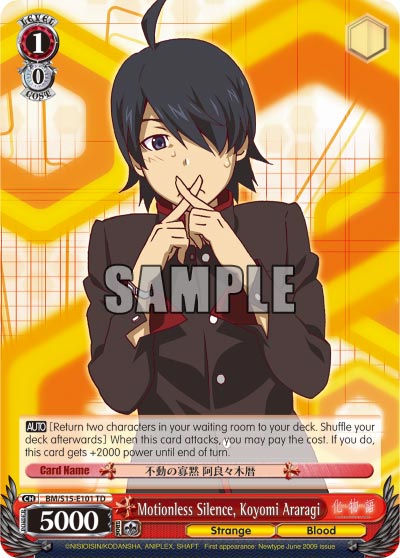 LEVEL
1
0
COST
SAMPLE
AUTO [Return two characters in your waiting room to your deck. Shuffle your
deck afterwards] When this card attacks, you may pay the cost. If you do,
this card gets +2000 power until end of turn.
Card Name 不動の寡黙 阿良々木暦
CH BM/S15-E101 TD
POWER 5000 SOUL Motionless Silence, Koyomi Araragi 化物語
Strange Blood
©NISIOISIN/KODANSHA, ANIPLEX, SHAFT First appearance: Newtype June 2009 issue